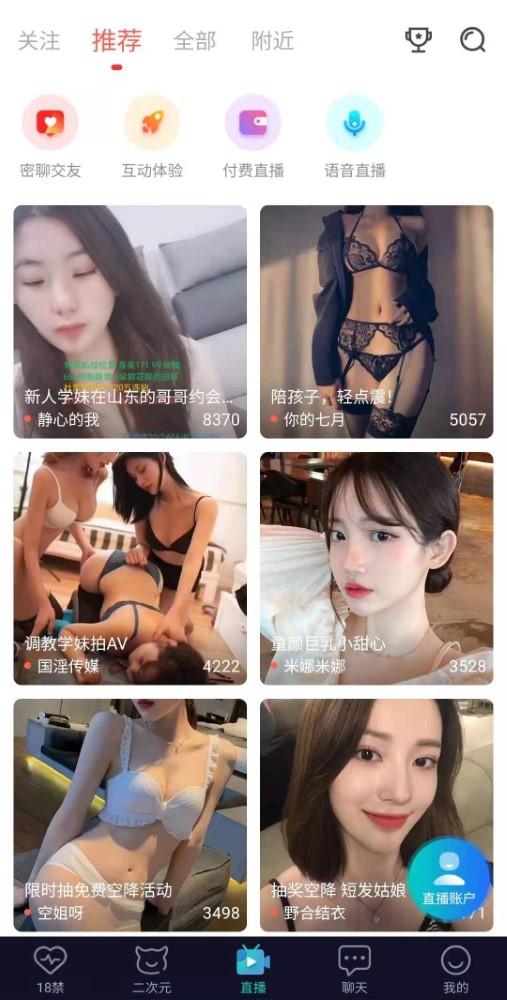 关注 推荐 全部 附近
密聊交友 互动体验 付费直播 语音直播
新人学妹在山东的哥哥约会...
静心的我 8370
陪孩子，轻点震！
你的七月 5057
调教学妹拍AV
国淫传媒 4222
童颜巨乳小甜心
米娜米娜 3528
限时抽免费空降活动
空姐呀 3498
抽奖空降 短发姑娘
野合结衣
直播账户
18禁 二次元 直播 聊天 我的